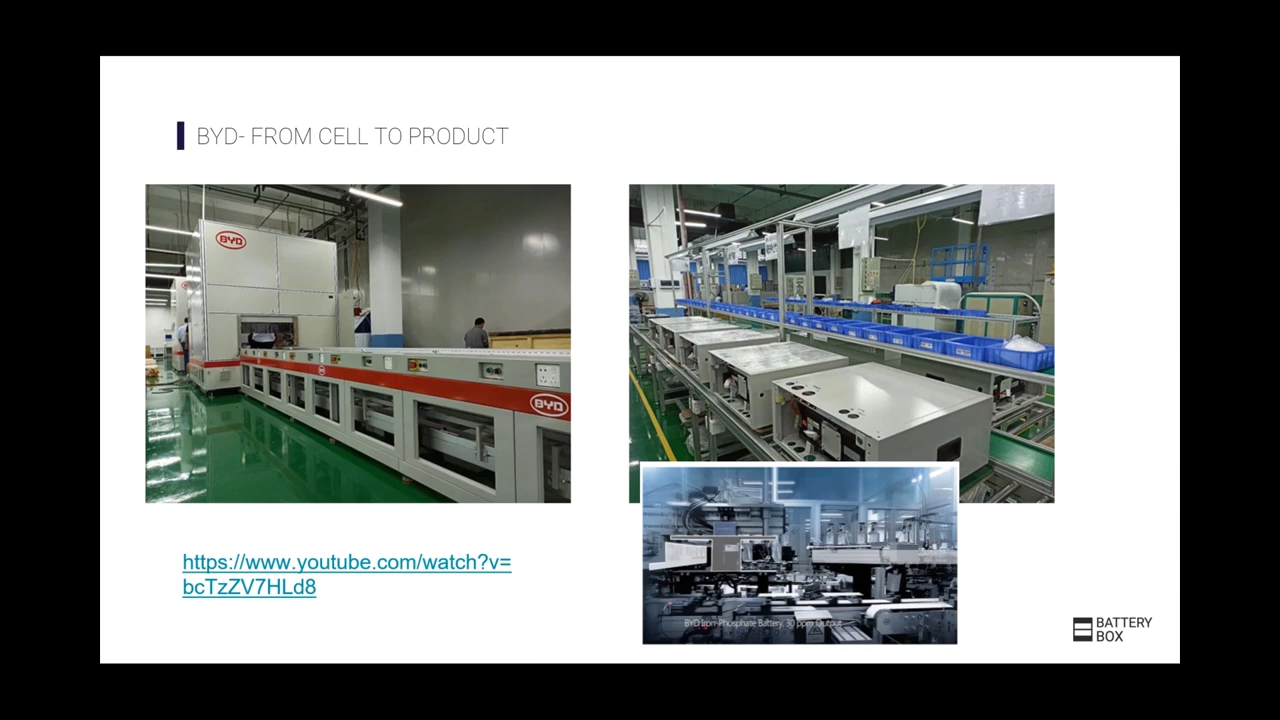 BYD- FROM CELL TO PRODUCT
BYD
BYD
https://www.youtube.com/watch?v=
bcTzZV7HLd8
BYD Iron-Phosphate Battery, 30 ppm Output
BATTERY
BOX